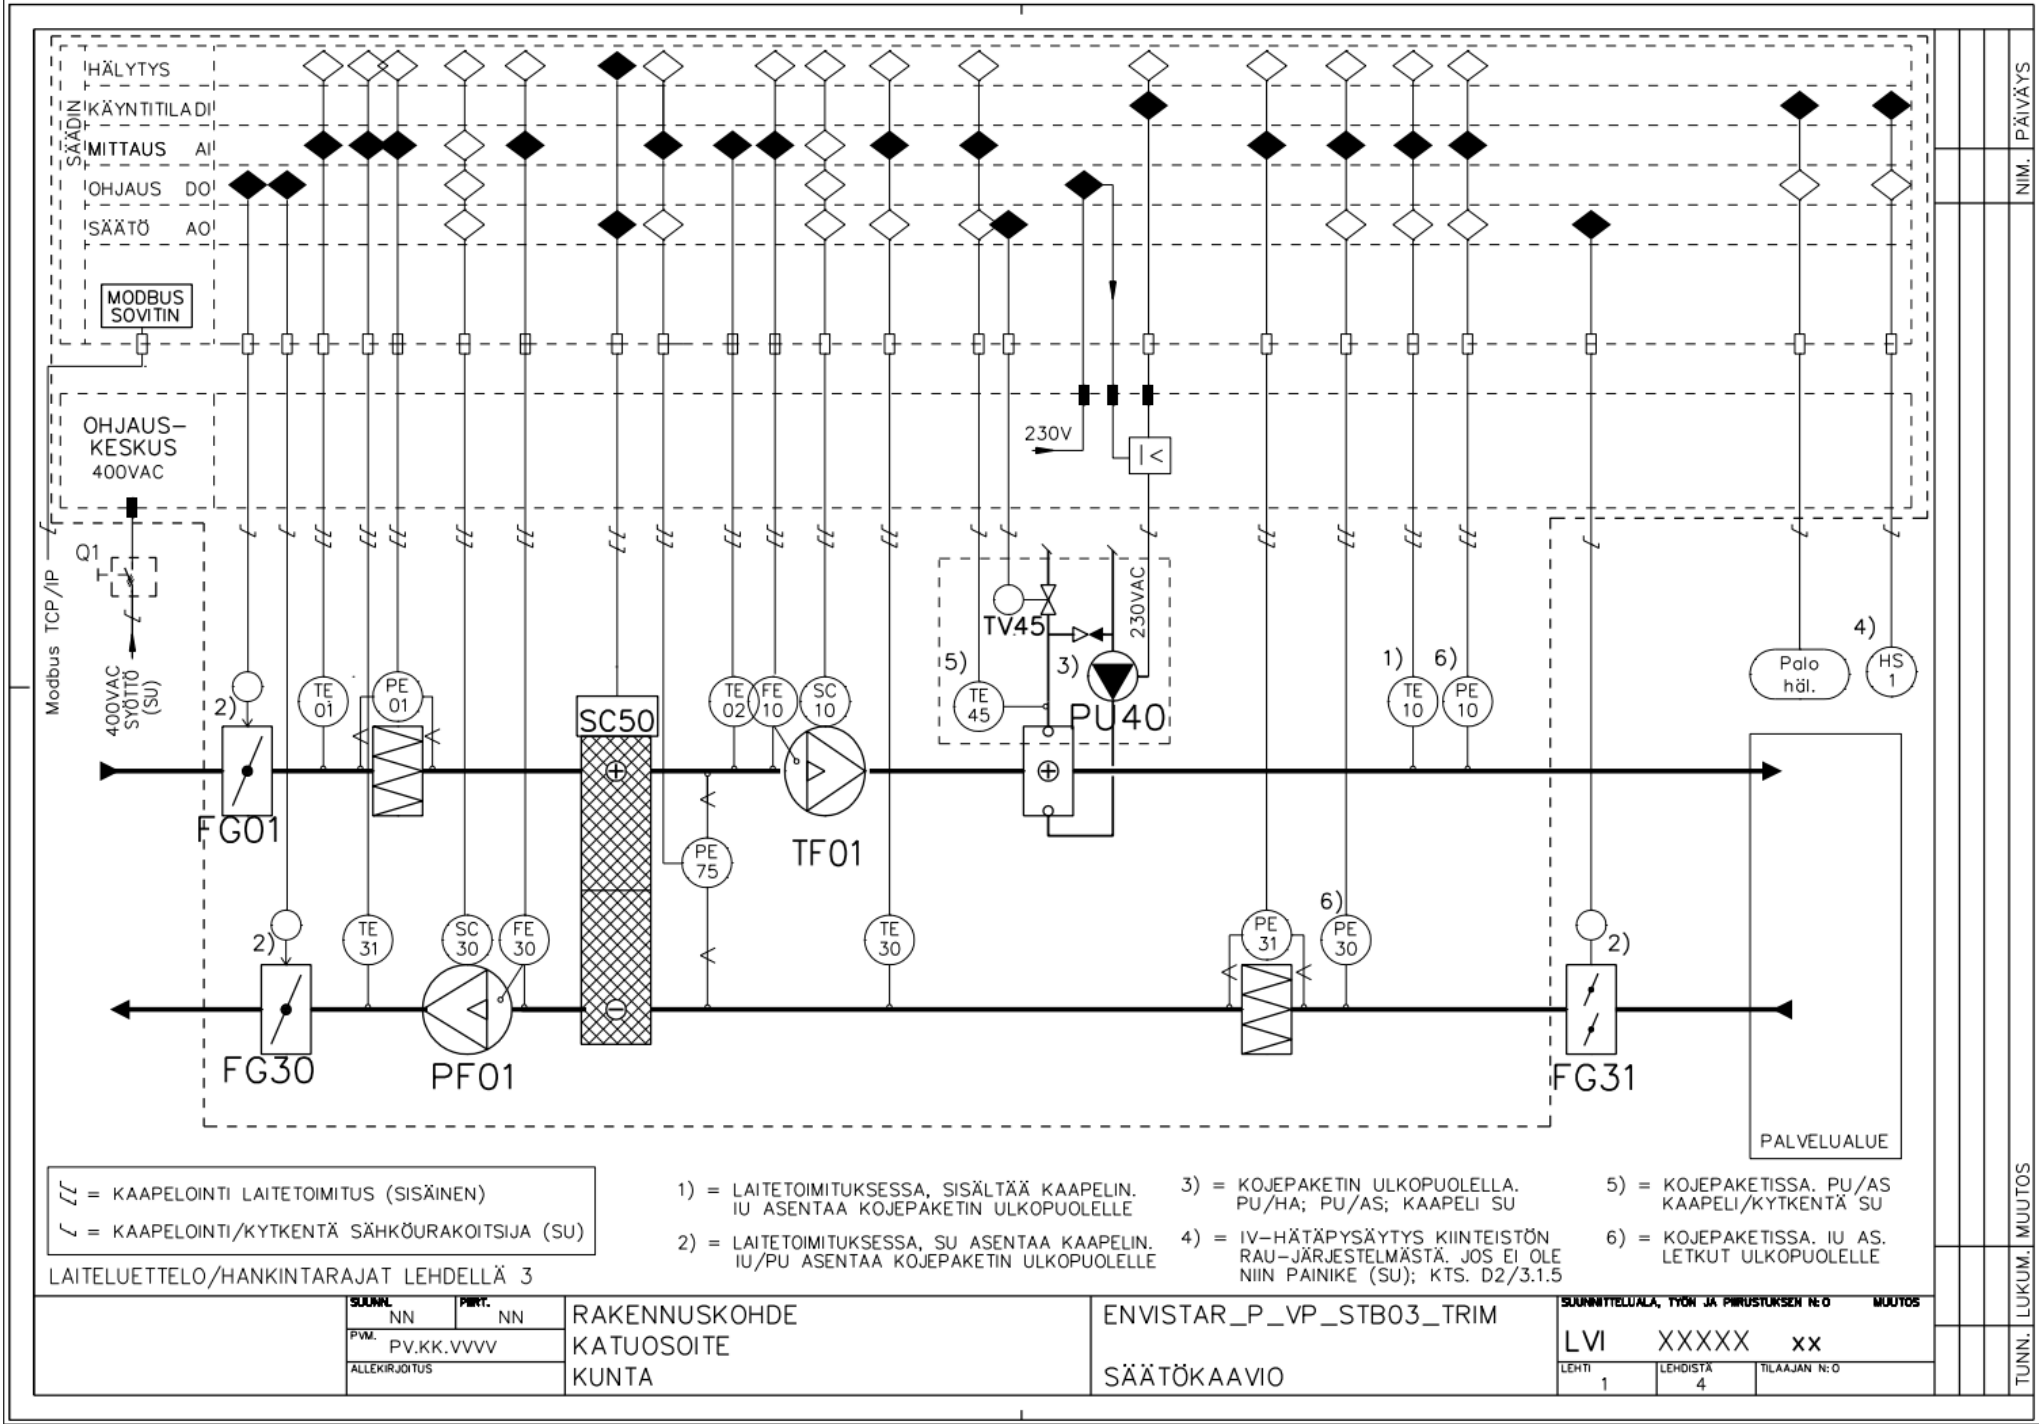 HÄLYTYS
KÄYNTITILA DI
MITTAUS AI
OHJAUS DO
SÄÄTÖ AO
SÄÄDIN
MODBUS
SOVITIN
OHJAUS-
KESKUS
400VAC
230V
I<
Q1
Modbus TCP/IP
400VAC
SYÖTTÖ
(SU)
TV45
230VAC
5)
3)
1)
6)
4)
Palo
häl.
HS
1
2)
TE
01
PE
01
SC50
TE
02
FE
10
SC
10
TE
45
PU40
TE
10
PE
10
FG01
TF01
PE
75
2)
TE
31
SC
30
FE
30
TE
30
PE
31
6)
PE
30
2)
FG30
PF01
FG31
PALVELUALUE
= KAAPELOINTI LAITETOIMITUS (SISÄINEN)
= KAAPELOINTI/KYTKENTÄ SÄHKÖURAKOITSIJA (SU)
LAITELUETTELO/HANKINTARAJAT LEHDELLÄ 3
1) = LAITETOIMITUKSESSA, SISÄLTÄÄ KAAPELIN.
IU ASENTAA KOJEPAKETIN ULKOPUOLELLE
2) = LAITETOIMITUKSESSA, SU ASENTAA KAAPELIN.
IU/PU ASENTAA KOJEPAKETIN ULKOPUOLELLE
3) = KOJEPAKETIN ULKOPUOLELLA.
PU/HA; PU/AS; KAAPELI SU
4) = IV-HÄTÄPYSÄYTYS KIINTEISTÖN
RAU-JÄRJESTELMÄSTÄ. JOS EI OLE
NIIN PAINIKE (SU); KTS. D2/3.1.5
5) = KOJEPAKETISSA. PU/AS
KAAPELI/KYTKENTÄ SU
6) = KOJEPAKETISSA. IU AS.
LETKUT ULKOPUOLELLE
SUUNN.
NN
PIIRT.
NN
PVM.
PV.KK.VVVV
ALLEKIRJOITUS
RAKENNUSKOHDE
KATUOSOITE
KUNTA
ENVISTAR_P_VP_STB03_TRIM
SÄÄTÖKAAVIO
SUUNNITTELUALA, TYÖN JA PIIRUSTUKSEN N:O MUUTOS
LVI XXXXX xx
LEHTI
1
LEHDISTÄ
4
TILAAJAN N:O
PÄIVÄYS
NIM.
MUUTOS
LUKUM.
TUNN.